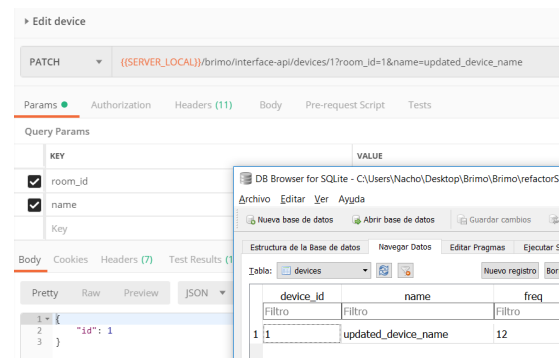 Edit device
PATCH {{SERVER_LOCAL}}/brimo/interface-api/devices/1?room_id=1&name=updated_device_name
Params Authorization Headers (11) Body Pre-request Script Tests
Query Params
KEY VALUE
room_id
name
Key
Body Cookies Headers (7) Test Results (1
Pretty Raw Preview JSON
1 {
2 "id": 1
3 }
DB Browser for SQLite - C:\Users\Nacho\Desktop\Brimo\Brimo\refactorS
Archivo Editar Ver Ayuda
Nueva base de datos Abrir base de datos Guardar cambios
Estructura de la Base de datos Navegar Datos Editar Pragmas Ejecutar S
Tabla: devices Nuevo registro Bor
device_id name freq
Filtro Filtro Filtro
1 1 updated_device_name 12